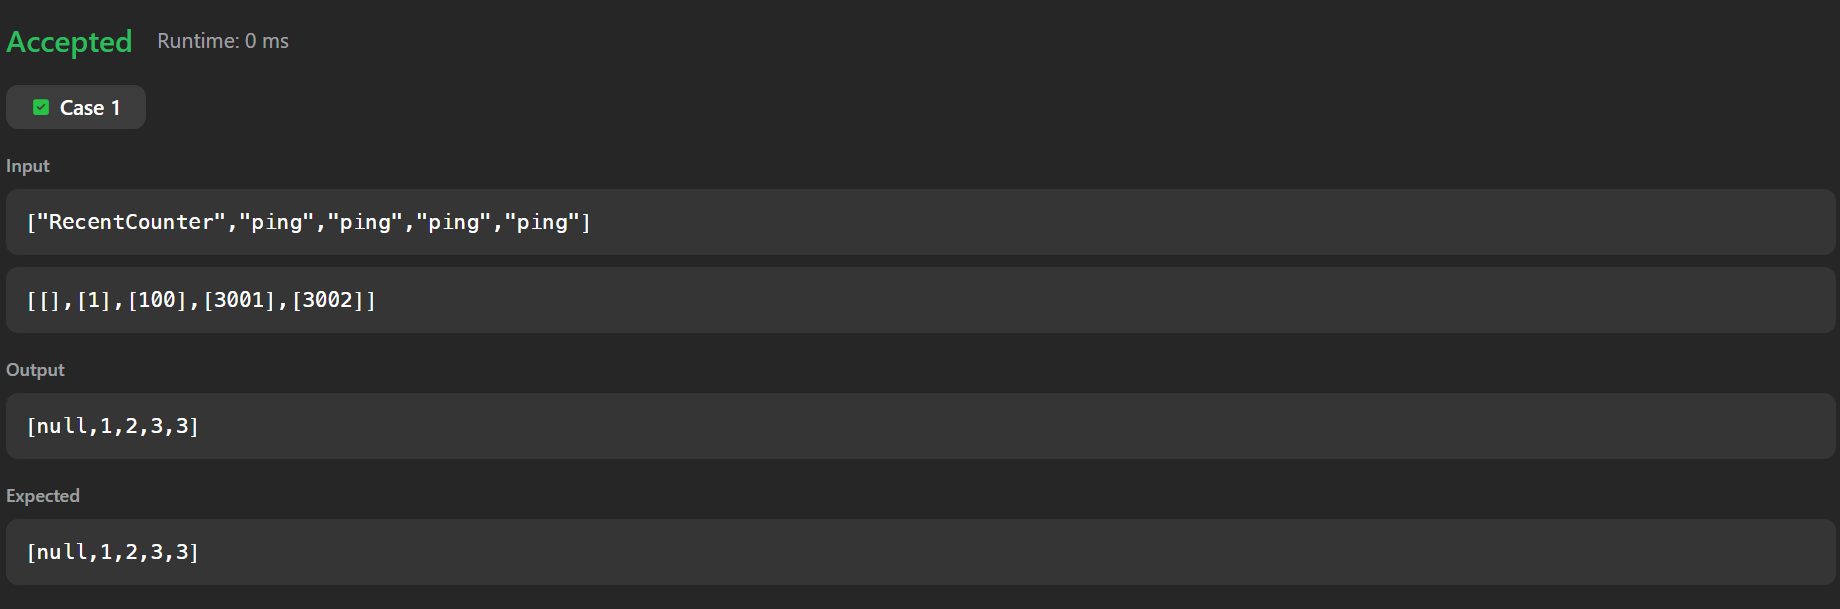 Accepted Runtime: 0 ms
Case 1
Input
["RecentCounter","ping","ping","ping","ping"]
[[],[1],[100],[3001],[3002]]
Output
[null,1,2,3,3]
Expected
[null,1,2,3,3]